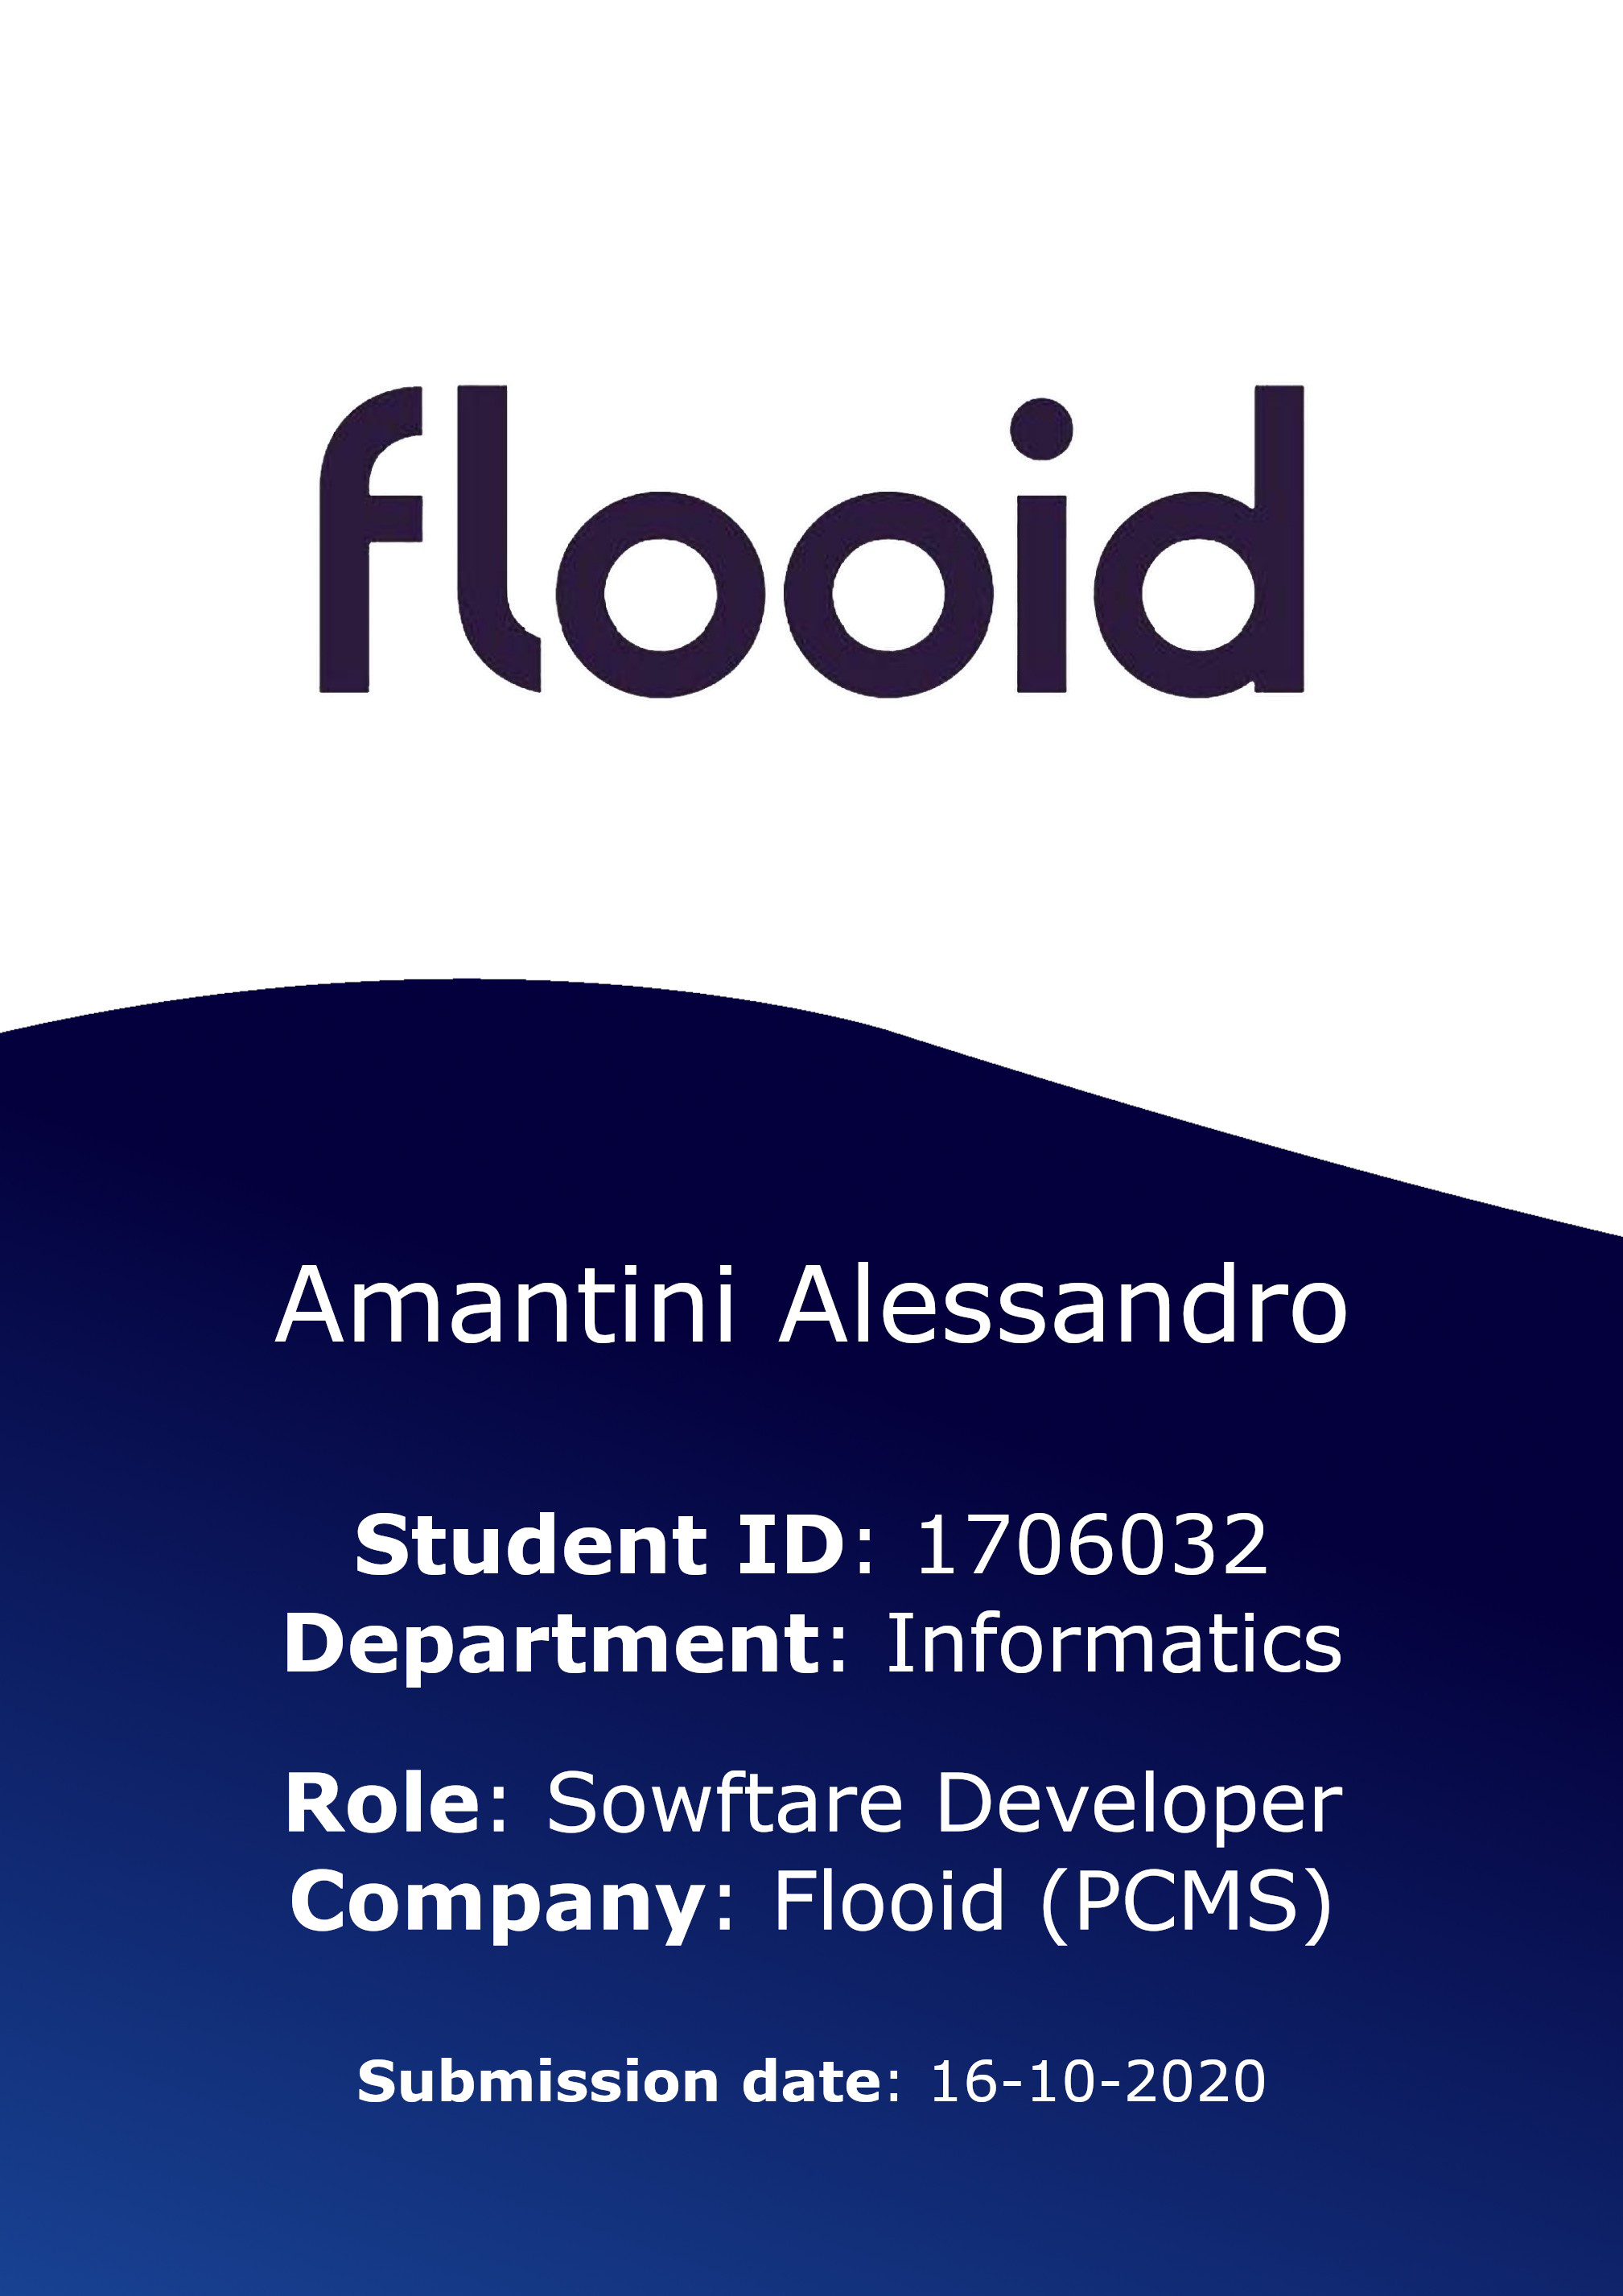 flooid
Amantini Alessandro
Student ID: 1706032
Department: Informatics
Role: Sowftare Developer
Company: Flooid (PCMS)
Submission date: 16-10-2020